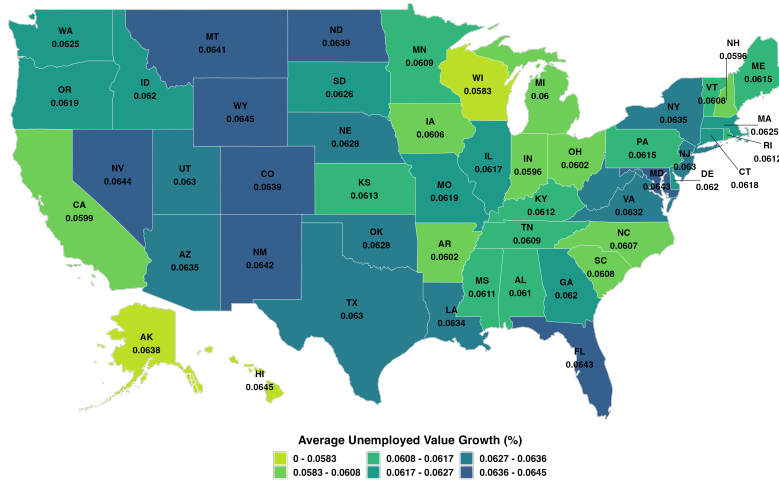 WA
0.0625
OR
0.0619
CA
0.0599
ID
0.062
NV
0.0644
MT
0.0641
WY
0.0645
UT
0.063
AZ
0.0635
CO
0.0639
NM
0.0642
ND
0.0639
SD
0.0626
NE
0.0628
KS
0.0613
OK
0.0628
TX
0.063
MN
0.0609
IA
0.0606
MO
0.0619
AR
0.0602
LA
0.0634
WI
0.0583
IL
0.0617
MI
0.06
IN
0.0596
OH
0.0602
KY
0.0612
TN
0.0609
MS
0.0611
AL
0.061
GA
0.062
FL
0.0643
SC
0.0608
NC
0.0607
VA
0.0632
MD
0.0643
DE
0.062
PA
0.0615
NJ
0.063
NY
0.0635
CT
0.0618
RI
0.0612
MA
0.0625
VT
0.0608
NH
0.0596
ME
0.0615
AK
0.0638
HI
0.0645
Average Unemployed Value Growth (%)
0 - 0.0583
0.0608 - 0.0617
0.0627 - 0.0636
0.0583 - 0.0608
0.0617 - 0.0627
0.0636 - 0.0645